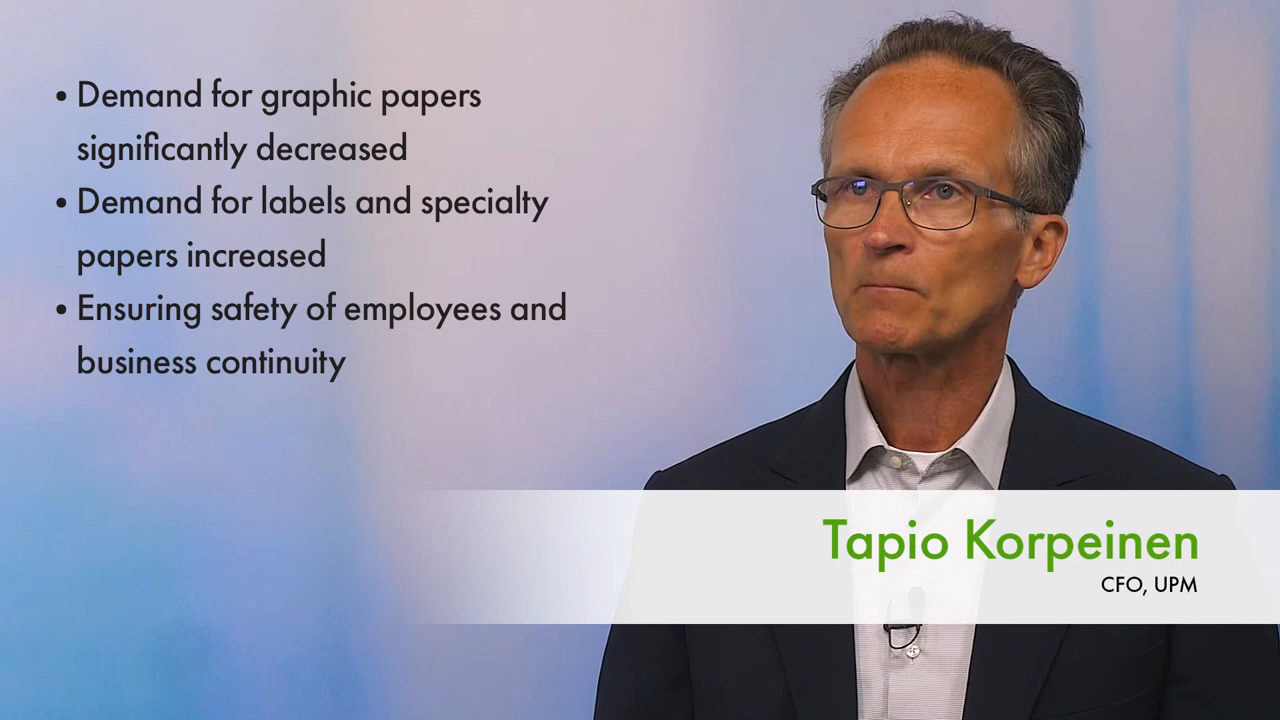 • Demand for graphic papers
significantly decreased
• Demand for labels and specialty
papers increased
• Ensuring safety of employees and
business continuity
Tapio Korpeinen
CFO, UPM